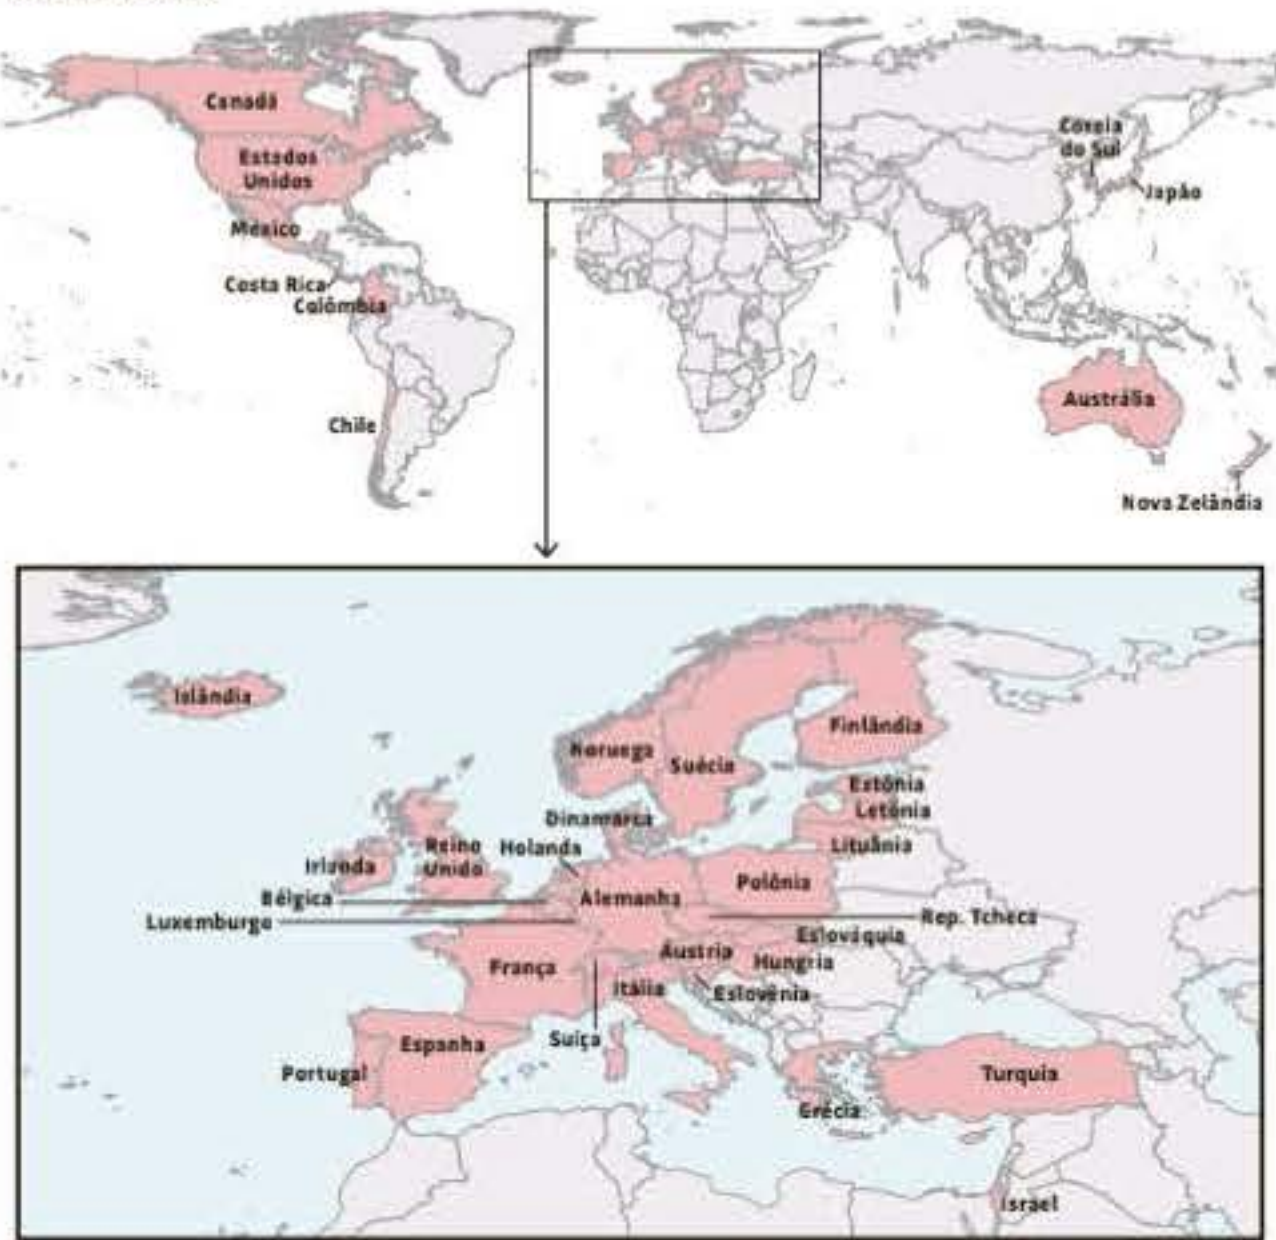 Canadá
Estados
Unidos
México
Costa Rica
Colômbia
Chile
Coreia
do Sul
Japão
Austrália
Nova Zelândia
Islândia
Noruega
Suécia
Finlândia
Estônia
Letônia
Lituânia
Dinamarca
Holanda
Irlanda
Reino
Unido
Bélgica
Luxemburgo
Alemanha
Polônia
Rep. Tcheca
Eslováquia
Áustria
Hungria
França
Itália
Eslovênia
Suíça
Espanha
Portugal
Grécia
Turquia
Israel